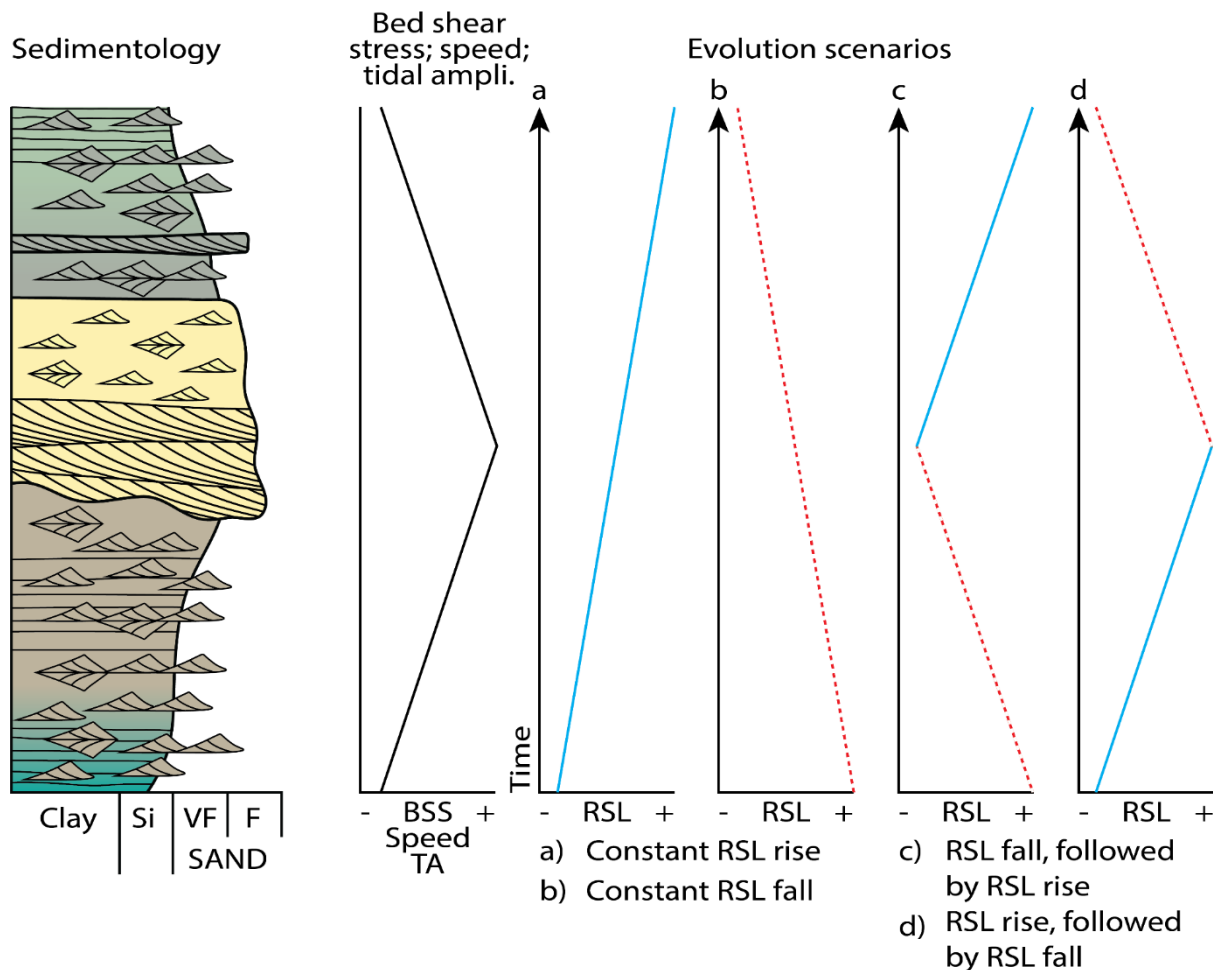 Sedimentology
Bed shear
stress; speed;
tidal ampli.
Evolution scenarios
a
b
c
d
Time
Clay
Si
VF
F
SAND
- BSS +
Speed
TA
- RSL +
- RSL +
- RSL +
- RSL +
a) Constant RSL rise
b) Constant RSL fall
c) RSL fall, followed
by RSL rise
d) RSL rise, followed
by RSL fall